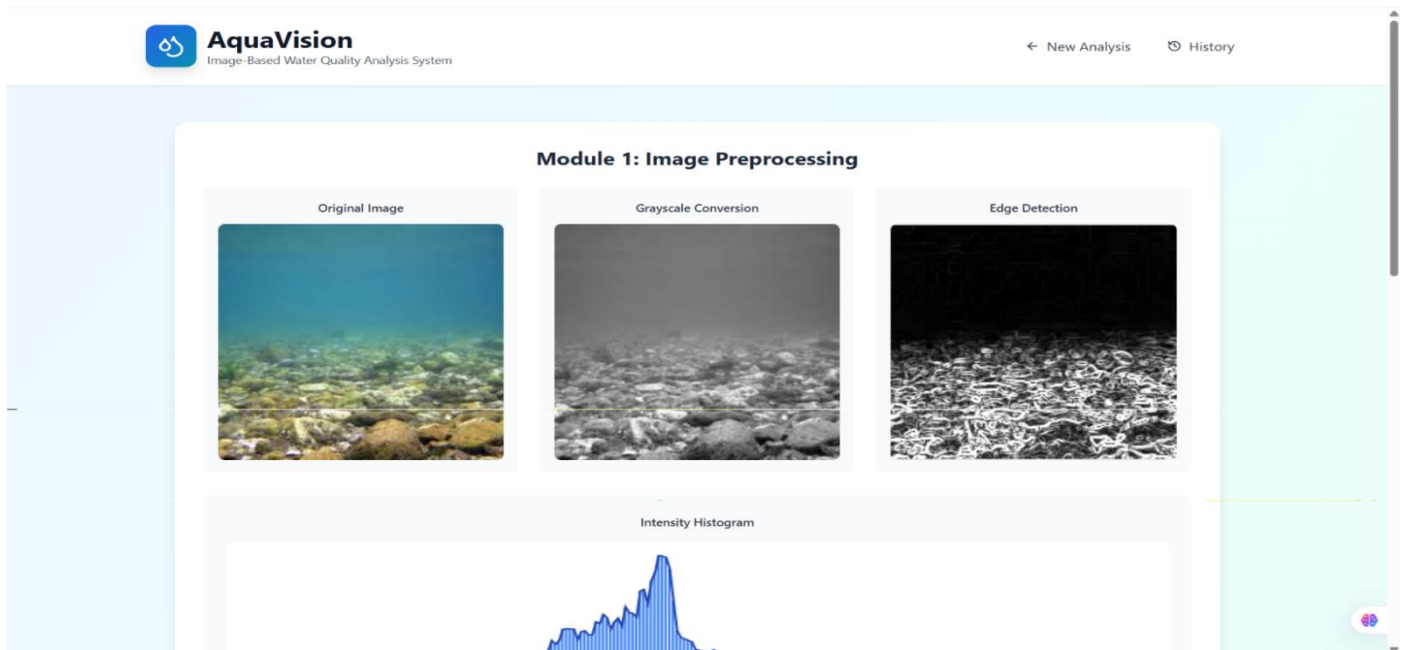 AquaVision
Image-Based Water Quality Analysis System
New Analysis
History
Module 1: Image Preprocessing
Original Image
Grayscale Conversion
Edge Detection
Intensity Histogram